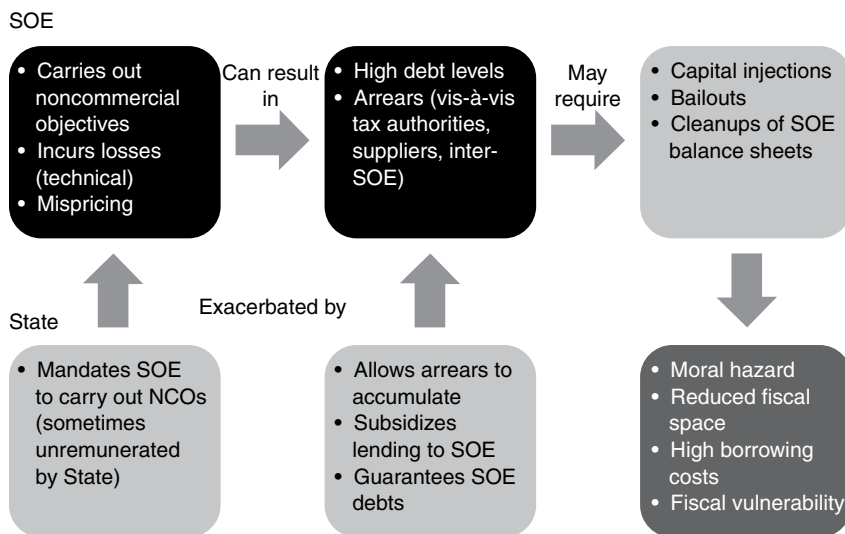 SOE
• Carries out
noncommercial
objectives
• Incurs losses
(technical)
• Mispricing
Can result
in
• High debt levels
• Arrears (vis-à-vis
tax authorities,
suppliers, inter-
SOE)
May
require
• Capital injections
• Bailouts
• Cleanups of SOE
balance sheets
State
• Mandates SOE
to carry out NCOs
(sometimes
unremunerated
by State)
Exacerbated by
• Allows arrears to
accumulate
• Subsidizes
lending to SOE
• Guarantees SOE
debts
• Moral hazard
• Reduced fiscal
space
• High borrowing
costs
• Fiscal vulnerability